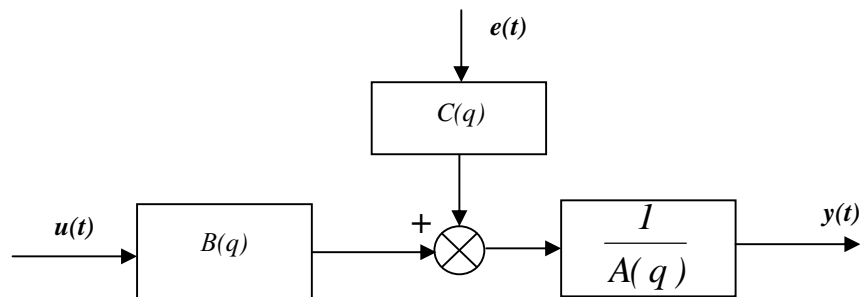 e(t)
C(q)
u(t)
B(q)
+
1
A( q )
y(t)